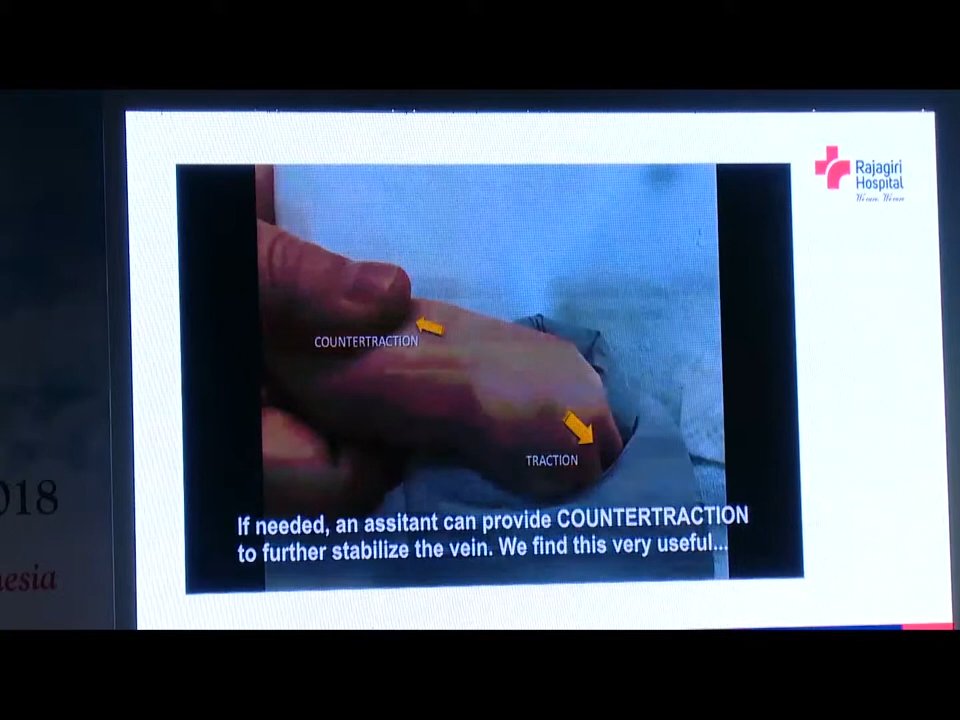 Rajagiri
Hospital
COUNTERTRACTION
TRACTION
If needed, an assitant can provide COUNTERTRACTION
to further stabilize the vein. We find this very useful...
018
nesia